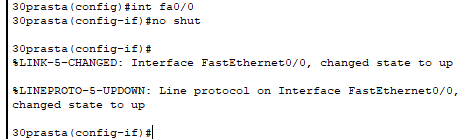 30prasta(config)#int fa0/0
30prasta(config-if)#no shut
30prasta(config-if)#
%LINK-5-CHANGED: Interface FastEthernet0/0, changed state to up
%LINEPROTO-5-UPDOWN: Line protocol on Interface FastEthernet0/0,
changed state to up
30prasta(config-if)#